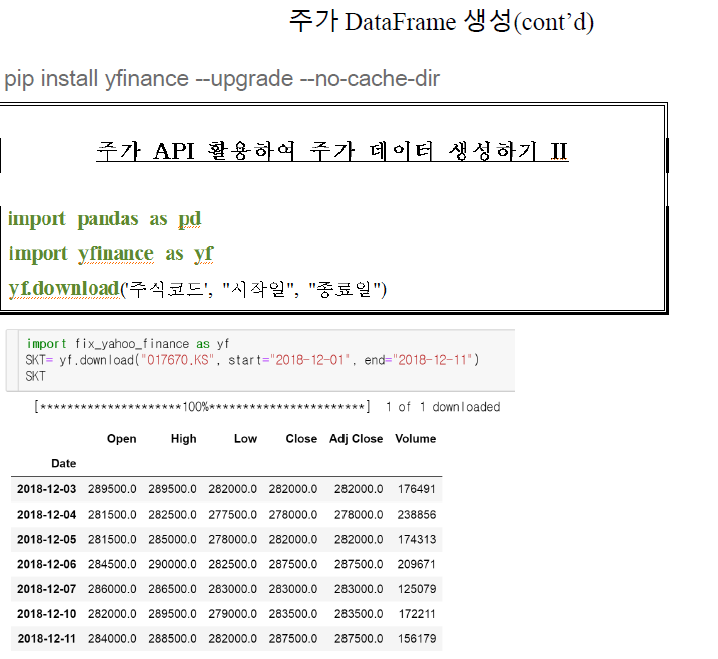 주가 DataFrame 생성(cont’d)
pip install yfinance --upgrade --no-cache-dir
주가 API 활용하여 주가 데이터 생성하기 II
import pandas as pd
import yfinance as yf
yf.download('주식코드', "시작일", "종료일")
import fix_yahoo_finance as yf
SKT= yf.download("017670.KS", start="2018-12-01", end="2018-12-11")
SKT
[**********************100%***********************] 1 of 1 downloaded
Open High Low Close Adj Close Volume
Date
2018-12-03 289500.0 289500.0 282000.0 282000.0 282000.0 176491
2018-12-04 281500.0 282500.0 277500.0 278000.0 278000.0 238856
2018-12-05 281500.0 285000.0 278000.0 282000.0 282000.0 174313
2018-12-06 284500.0 290000.0 282500.0 287500.0 287500.0 209671
2018-12-07 286000.0 286500.0 283000.0 283000.0 283000.0 125079
2018-12-10 282000.0 289500.0 279000.0 283500.0 283500.0 172211
2018-12-11 284000.0 288500.0 282000.0 287500.0 287500.0 156179